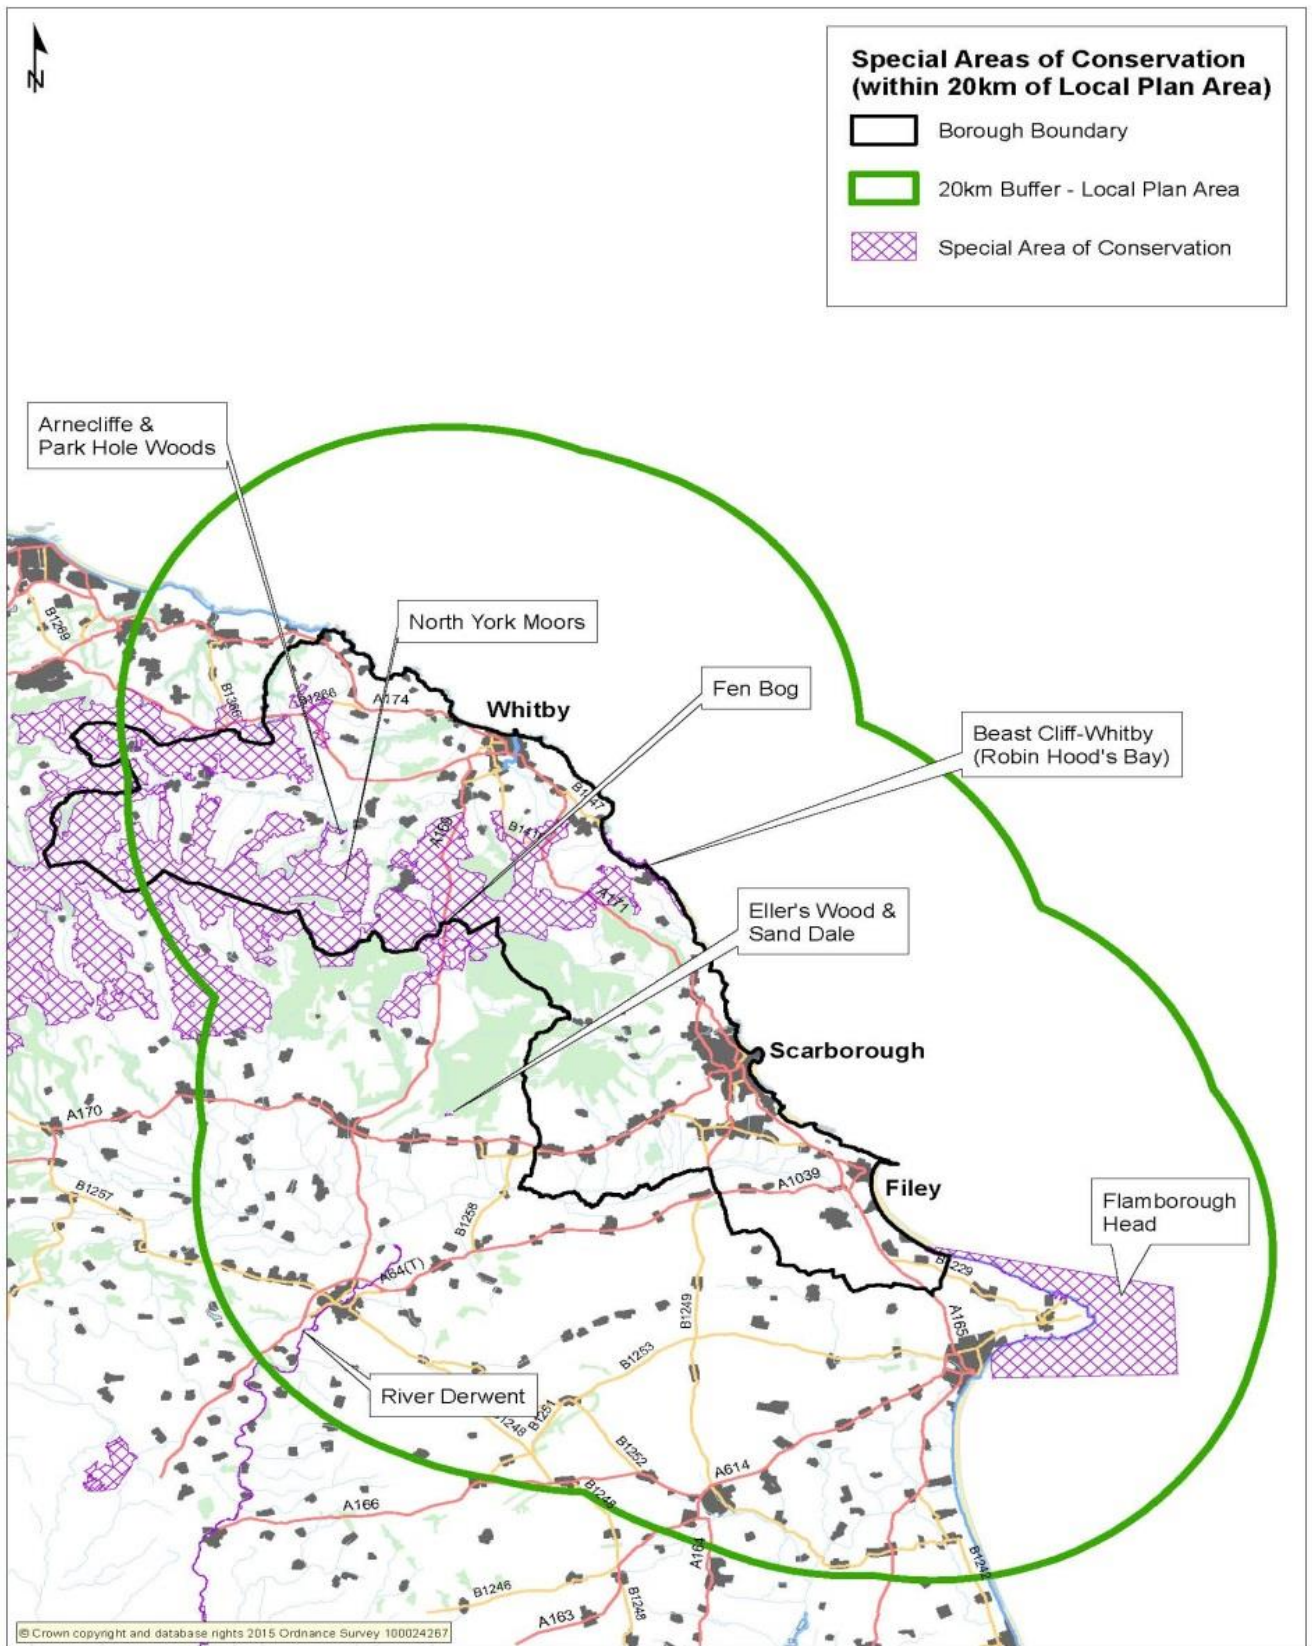 N
Special Areas of Conservation
(within 20km of Local Plan Area)
Borough Boundary
20km Buffer - Local Plan Area
Special Area of Conservation
Arnecliffe &
Park Hole Woods
North York Moors
B1269
B1366
B1266
A174
Whitby
Fen Bog
Beast Cliff-Whitby
(Robin Hood's Bay)
A169
A171
Eller's Wood &
Sand Dale
Scarborough
A170
B1257
B1258
A1039
Filey
Flamborough
Head
A64(T)
B1229
B1249
A165
B1253
River Derwent
B1248
B1251
B1252
A614
A166
B1248
A164
B1242
B1246
A163
B1248
© Crown copyright and database rights 2015 Ordnance Survey 100024267